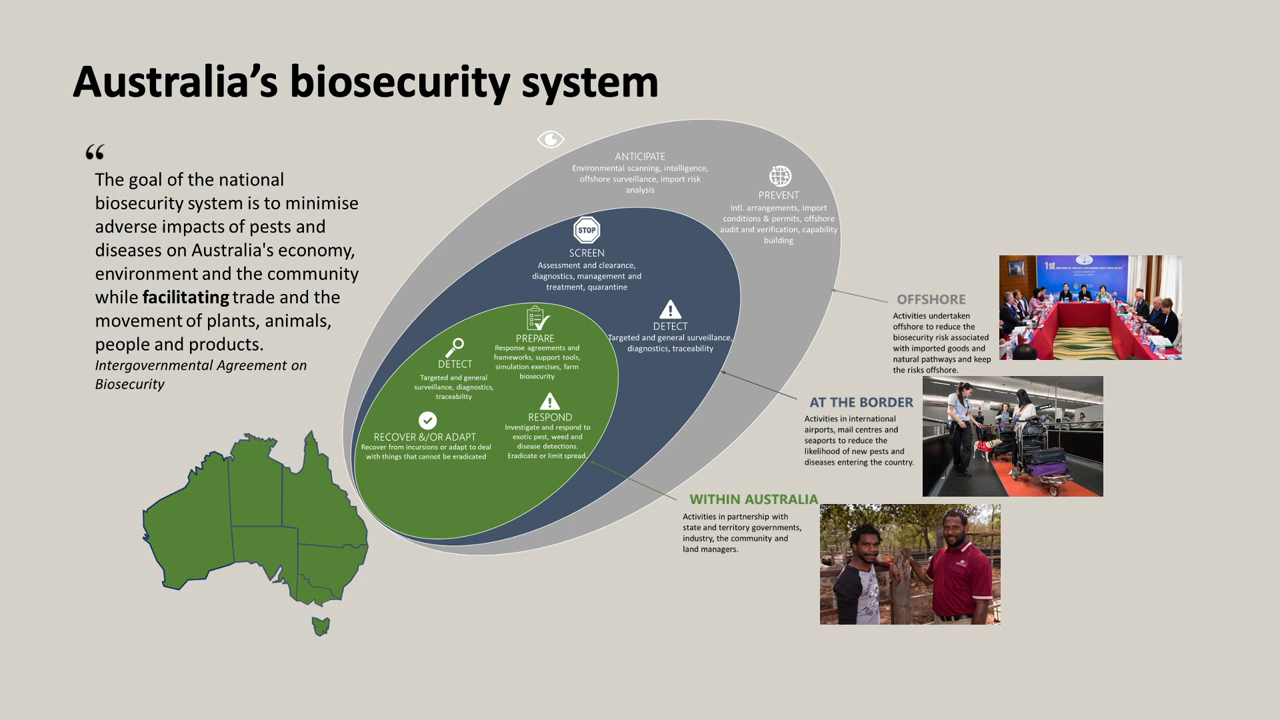 Australia's biosecurity system
“
The goal of the national
biosecurity system is to minimise
adverse impacts of pests and
diseases on Australia's economy,
environment and the community
while facilitating trade and the
movement of plants, animals,
people and products.
Intergovernmental Agreement on
Biosecurity
ANTICIPATE
Environmental scanning, intelligence,
offshore surveillance, import risk
analysis
PREVENT
Intl. arrangements, import
conditions & permits, offshore
audit and verification, capability
building
STOP
SCREEN
Assessment and clearance,
diagnostics, management and
treatment, quarantine
DETECT
Targeted and general surveillance,
diagnostics, traceability
PREPARE
Response agreements and
frameworks, support tools,
simulation exercises, farm
biosecurity
DETECT
Targeted and general
surveillance, diagnostics,
traceability
RESPOND
Investigate and respond to
exotic pest, weed and
disease detections.
Eradicate or limit spread.
RECOVER &/OR ADAPT
Recover from incursions or adapt to deal
with things that cannot be eradicated
OFFSHORE
Activities undertaken
offshore to reduce the
biosecurity risk associated
with imported goods and
natural pathways and keep
the risks offshore.
AT THE BORDER
Activities in international
airports, mail centres and
seaports to reduce the
likelihood of new pests and
diseases entering the country.
WITHIN AUSTRALIA
Activities in partnership with
state and territory governments,
industry, the community and
land managers.
1st